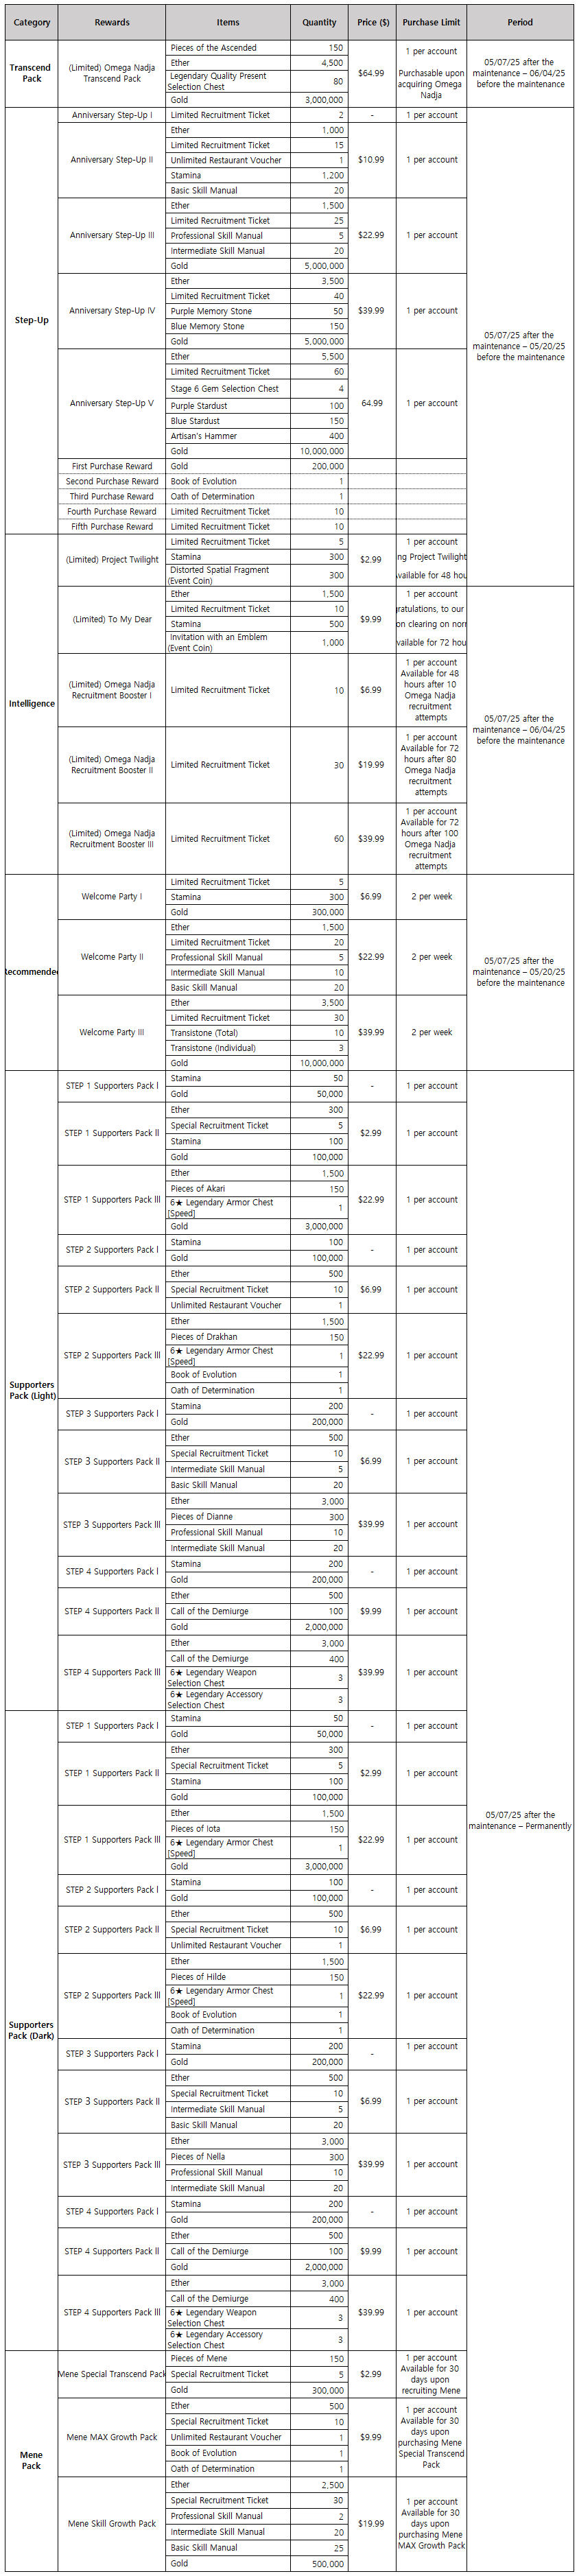 Category Rewards Items Quantity Price ($) Purchase Limit Period
Transcend
Pack
(Limited) Omega Nadja
Transcend Pack
Pieces of the Ascended 150
Ether 4,500
Legendary Quality Present
Selection Chest
80
Gold 3,000,000
$64.99
1 per account
Purchasable upon
acquiring Omega
Nadja
05/07/25 after the
maintenance – 06/04/25
before the maintenance
Step-Up
Anniversary Step-Up I Limited Recruitment Ticket 2 - 1 per account
Anniversary Step-Up II
Ether 1,000
Limited Recruitment Ticket 15
Unlimited Restaurant Voucher 1
Stamina 1,200
Basic Skill Manual 20
$10.99 1 per account
Anniversary Step-Up III
Ether 1,500
Limited Recruitment Ticket 25
Professional Skill Manual 5
Intermediate Skill Manual 20
Gold 5,000,000
$22.99 1 per account
Anniversary Step-Up IV
Ether 3,500
Limited Recruitment Ticket 40
Purple Memory Stone 50
Blue Memory Stone 150
Gold 5,000,000
$39.99 1 per account
Anniversary Step-Up V
Ether 5,500
Limited Recruitment Ticket 60
Stage 6 Gem Selection Chest 4
Purple Stardust 100
Blue Stardust 150
Artisan's Hammer 400
Gold 10,000,000
64.99 1 per account
First Purchase Reward Gold 200,000
Second Purchase Reward Book of Evolution 1
Third Purchase Reward Oath of Determination 1
Fourth Purchase Reward Limited Recruitment Ticket 10
Fifth Purchase Reward Limited Recruitment Ticket 10
05/07/25 after the
maintenance – 05/20/25
before the maintenance
Intelligence
(Limited) Project Twilight
Limited Recruitment Ticket 5
Stamina 300
Distorted Spatial Fragment
(Event Coin)
300
$2.99
1 per account
ng Project Twilight
vailable for 48 hou
(Limited) To My Dear
Ether 1,500
Limited Recruitment Ticket 10
Stamina 500
Invitation with an Emblem
(Event Coin)
1,000
$9.99
1 per account
ratulations, to our
on clearing on norr
vailable for 72 hou
(Limited) Omega Nadja
Recruitment Booster I
Limited Recruitment Ticket 10 $6.99
1 per account
Available for 48
hours after 10
Omega Nadja
recruitment
attempts
(Limited) Omega Nadja
Recruitment Booster II
Limited Recruitment Ticket 30 $19.99
1 per account
Available for 72
hours after 80
Omega Nadja
recruitment
attempts
(Limited) Omega Nadja
Recruitment Booster III
Limited Recruitment Ticket 60 $39.99
1 per account
Available for 72
hours after 100
Omega Nadja
recruitment
attempts
05/07/25 after the
maintenance – 06/04/25
before the maintenance
tecommended
Welcome Party I
Limited Recruitment Ticket 5
Stamina 300
Gold 300,000
$6.99 2 per week
Welcome Party II
Ether 1,500
Limited Recruitment Ticket 20
Professional Skill Manual 5
Intermediate Skill Manual 10
Basic Skill Manual 20
$22.99 2 per week
Welcome Party III
Ether 3,500
Limited Recruitment Ticket 30
Transistone (Total) 10
Transistone (Individual) 3
Gold 10,000,000
$39.99 2 per week
05/07/25 after the
maintenance – 05/20/25
before the maintenance
Supporters
Pack (Light)
STEP 1 Supporters Pack Ⅰ
Stamina 50
Gold 50,000
- 1 per account
STEP 1 Supporters Pack Ⅱ
Ether 300
Special Recruitment Ticket 5
Stamina 100
Gold 100,000
$2.99 1 per account
STEP 1 Supporters Pack Ⅲ
Ether 1,500
Pieces of Akari 150
6★ Legendary Armor Chest
[Speed]
1
Gold 3,000,000
$22.99 1 per account
STEP 2 Supporters Pack Ⅰ
Stamina 100
Gold 100,000
- 1 per account
STEP 2 Supporters Pack Ⅱ
Ether 500
Special Recruitment Ticket 10
Unlimited Restaurant Voucher 1
$6.99 1 per account
STEP 2 Supporters Pack Ⅲ
Ether 1,500
Pieces of Drakhan 150
6★ Legendary Armor Chest
[Speed]
1
Book of Evolution 1
Oath of Determination 1
$22.99 1 per account
STEP 3 Supporters Pack Ⅰ
Stamina 200
Gold 200,000
- 1 per account
STEP 3 Supporters Pack Ⅱ
Ether 500
Special Recruitment Ticket 10
Intermediate Skill Manual 5
Basic Skill Manual 20
$6.99 1 per account
STEP 3 Supporters Pack Ⅲ
Ether 3,000
Pieces of Dianne 300
Professional Skill Manual 10
Intermediate Skill Manual 20
$39.99 1 per account
STEP 4 Supporters Pack Ⅰ
Stamina 200
Gold 200,000
- 1 per account
STEP 4 Supporters Pack Ⅱ
Ether 500
Call of the Demiurge 100
Gold 2,000,000
$9.99 1 per account
STEP 4 Supporters Pack Ⅲ
Ether 3,000
Call of the Demiurge 400
6★ Legendary Weapon
Selection Chest
3
6★ Legendary Accessory
Selection Chest
3
$39.99 1 per account
Supporters
Pack (Dark)
STEP 1 Supporters Pack Ⅰ
Stamina 50
Gold 50,000
- 1 per account
STEP 1 Supporters Pack Ⅱ
Ether 300
Special Recruitment Ticket 5
Stamina 100
Gold 100,000
$2.99 1 per account
STEP 1 Supporters Pack Ⅲ
Ether 1,500
Pieces of Iota 150
6★ Legendary Armor Chest
[Speed]
1
Gold 3,000,000
$22.99 1 per account
STEP 2 Supporters Pack Ⅰ
Stamina 100
Gold 100,000
- 1 per account
STEP 2 Supporters Pack Ⅱ
Ether 500
Special Recruitment Ticket 10
Unlimited Restaurant Voucher 1
$6.99 1 per account
STEP 2 Supporters Pack Ⅲ
Ether 1,500
Pieces of Hilde 150
6★ Legendary Armor Chest
[Speed]
1
Book of Evolution 1
Oath of Determination 1
$22.99 1 per account
STEP 3 Supporters Pack Ⅰ
Stamina 200
Gold 200,000
- 1 per account
STEP 3 Supporters Pack Ⅱ
Ether 500
Special Recruitment Ticket 10
Intermediate Skill Manual 5
Basic Skill Manual 20
$6.99 1 per account
STEP 3 Supporters Pack Ⅲ
Ether 3,000
Pieces of Nella 300
Professional Skill Manual 10
Intermediate Skill Manual 20
$39.99 1 per account
STEP 4 Supporters Pack Ⅰ
Stamina 200
Gold 200,000
- 1 per account
STEP 4 Supporters Pack Ⅱ
Ether 500
Call of the Demiurge 100
Gold 2,000,000
$9.99 1 per account
STEP 4 Supporters Pack Ⅲ
Ether 3,000
Call of the Demiurge 400
6★ Legendary Weapon
Selection Chest
3
6★ Legendary Accessory
Selection Chest
3
$39.99 1 per account
05/07/25 after the
maintenance – Permanently
Mene
Pack
Mene Special Transcend Pack
Pieces of Mene 150
Special Recruitment Ticket 5
Gold 300,000
$2.99
1 per account
Available for 30
days upon
recruiting Mene
Mene MAX Growth Pack
Ether 500
Special Recruitment Ticket 10
Unlimited Restaurant Voucher 1
Book of Evolution 1
Oath of Determination 1
$9.99
1 per account
Available for 30
days upon
purchasing Mene
Special Transcend
Pack
Mene Skill Growth Pack
Ether 2,500
Special Recruitment Ticket 30
Professional Skill Manual 2
Intermediate Skill Manual 20
Basic Skill Manual 25
Gold 500,000
$19.99
1 per account
Available for 30
days upon
purchasing Mene
MAX Growth Pack